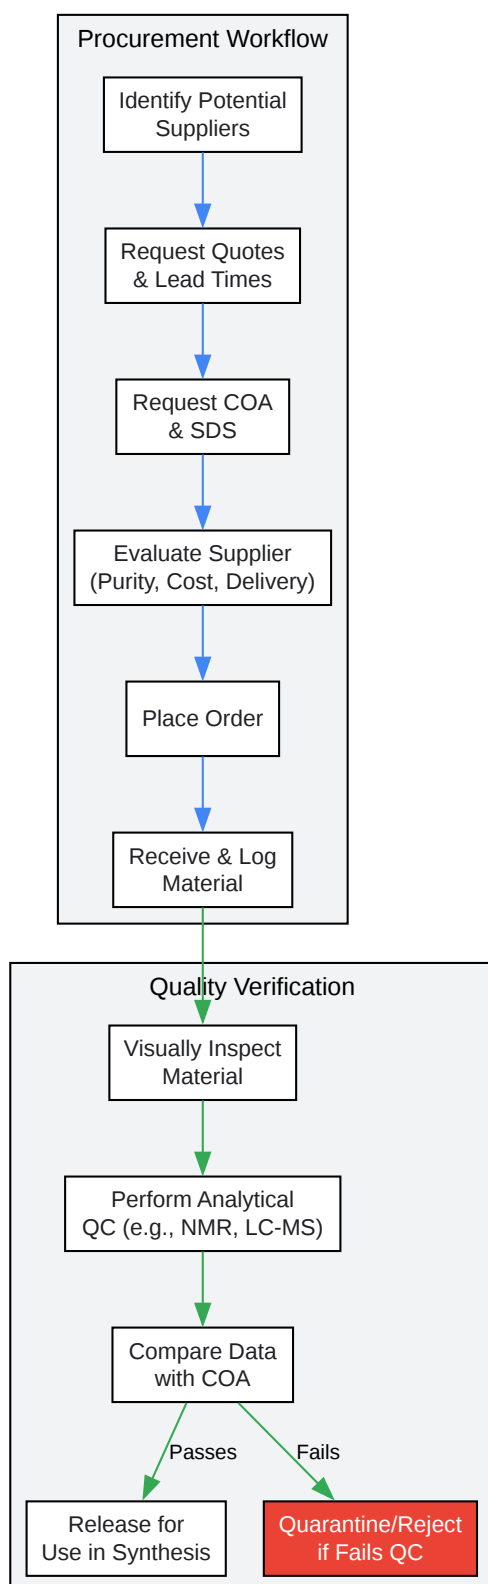 Procurement Workflow
Identify Potential
Suppliers
Request Quotes
& Lead Times
Request COA
& SDS
Evaluate Supplier
(Purity, Cost, Delivery)
Place Order
Receive & Log
Material
Quality Verification
Visually Inspect
Material
Perform Analytical
QC (e.g., NMR, LC-MS)
Compare Data
with COA
Passes
Fails
Release for
Use in Synthesis
Quarantine/Reject
if Fails QC